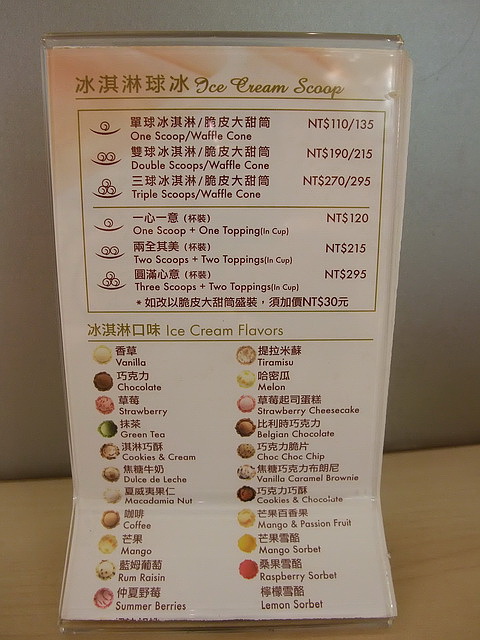 冰淇淋球冰 Ice Cream Scoop
單球冰淇淋/脆皮大甜筒 NT$110/135
One Scoop/Waffle Cone
雙球冰淇淋/脆皮大甜筒 NT$190/215
Double Scoops/Waffle Cone
三球冰淇淋/脆皮大甜筒 NT$270/295
Triple Scoops/Waffle Cone
一心一意 (杯裝) NT$120
One Scoop + One Topping(In Cup)
兩全其美 (杯裝) NT$215
Two Scoops + Two Toppings(In Cup)
圓滿心意 (杯裝) NT$295
Three Scoops + Two Toppings(In Cup)
*如改以脆皮大甜筒盛裝，須加價NT$30元
冰淇淋口味 Ice Cream Flavors
香草 提拉米蘇
Vanilla Tiramisu
巧克力 哈密瓜
Chocolate Melon
草莓 草莓起司蛋糕
Strawberry Strawberry Cheesecake
抹茶 比利時巧克力
Green Tea Belgian Chocolate
淇淋巧酥 巧克力脆片
Cookies & Cream Choc Choc Chip
焦糖牛奶 焦糖巧克力布朗尼
Dulce de Leche Vanilla Caramel Brownie
夏威夷果仁 巧克力巧酥
Macadamia Nut Cookies & Chocolate
咖啡 芒果百香果
Coffee Mango & Passion Fruit
芒果 芒果雪酪
Mango Mango Sorbet
藍姆葡萄 桑果雪酪
Rum Raisin Raspberry Sorbet
仲夏野莓 檸檬雪酪
Summer Berries Lemon Sorbet